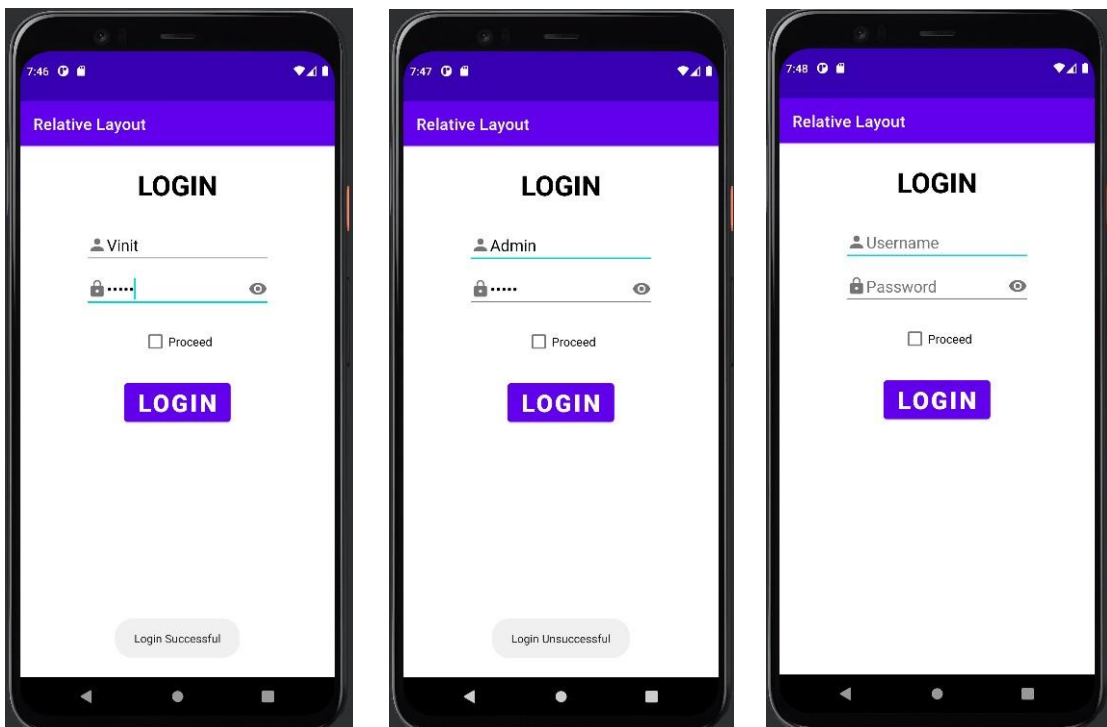 7:46
Relative Layout
LOGIN
Vinit
•••••
Proceed
LOGIN
Login Successful
7:47
Relative Layout
LOGIN
Admin
•••••
Proceed
LOGIN
Login Unsuccessful
7:48
Relative Layout
LOGIN
Username
Password
Proceed
LOGIN